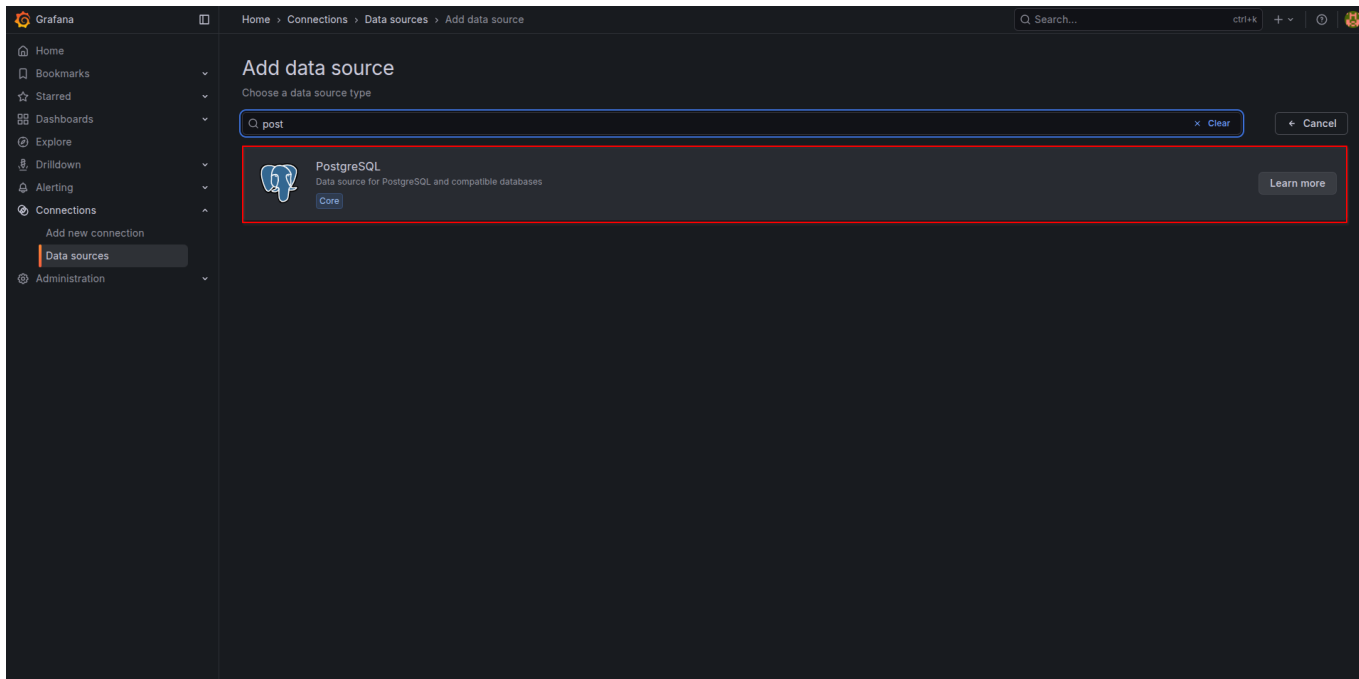 Grafana
Home › Connections › Data sources › Add data source
Search...
ctrl+k
Home
Bookmarks
Starred
Dashboards
Explore
Drilldown
Alerting
Connections
Add new connection
Data sources
Administration
Add data source
Choose a data source type
post
Clear
Cancel
PostgreSQL
Data source for PostgreSQL and compatible databases
Core
Learn more